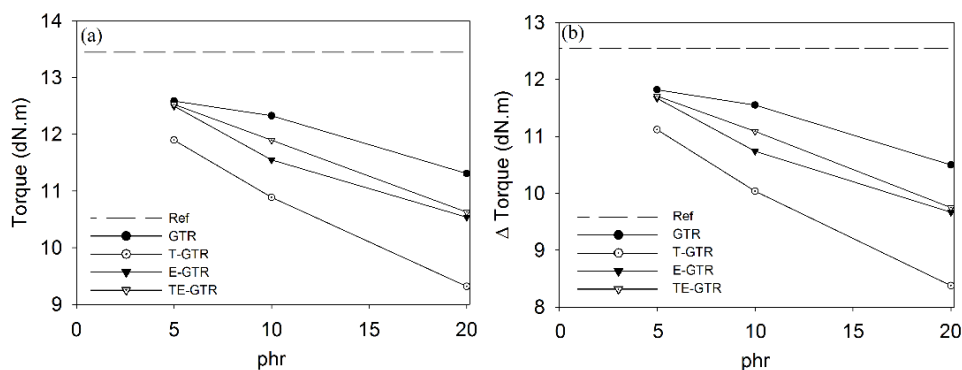 (a)
14
13
12
11
10
9
Torque (dN.m)
Ref
GTR
T-GTR
E-GTR
TE-GTR
0
5
10
15
20
phr
(b)
13
12
11
10
9
8
Δ Torque (dN.m)
Ref
GTR
T-GTR
E-GTR
TE-GTR
0
5
10
15
20
phr